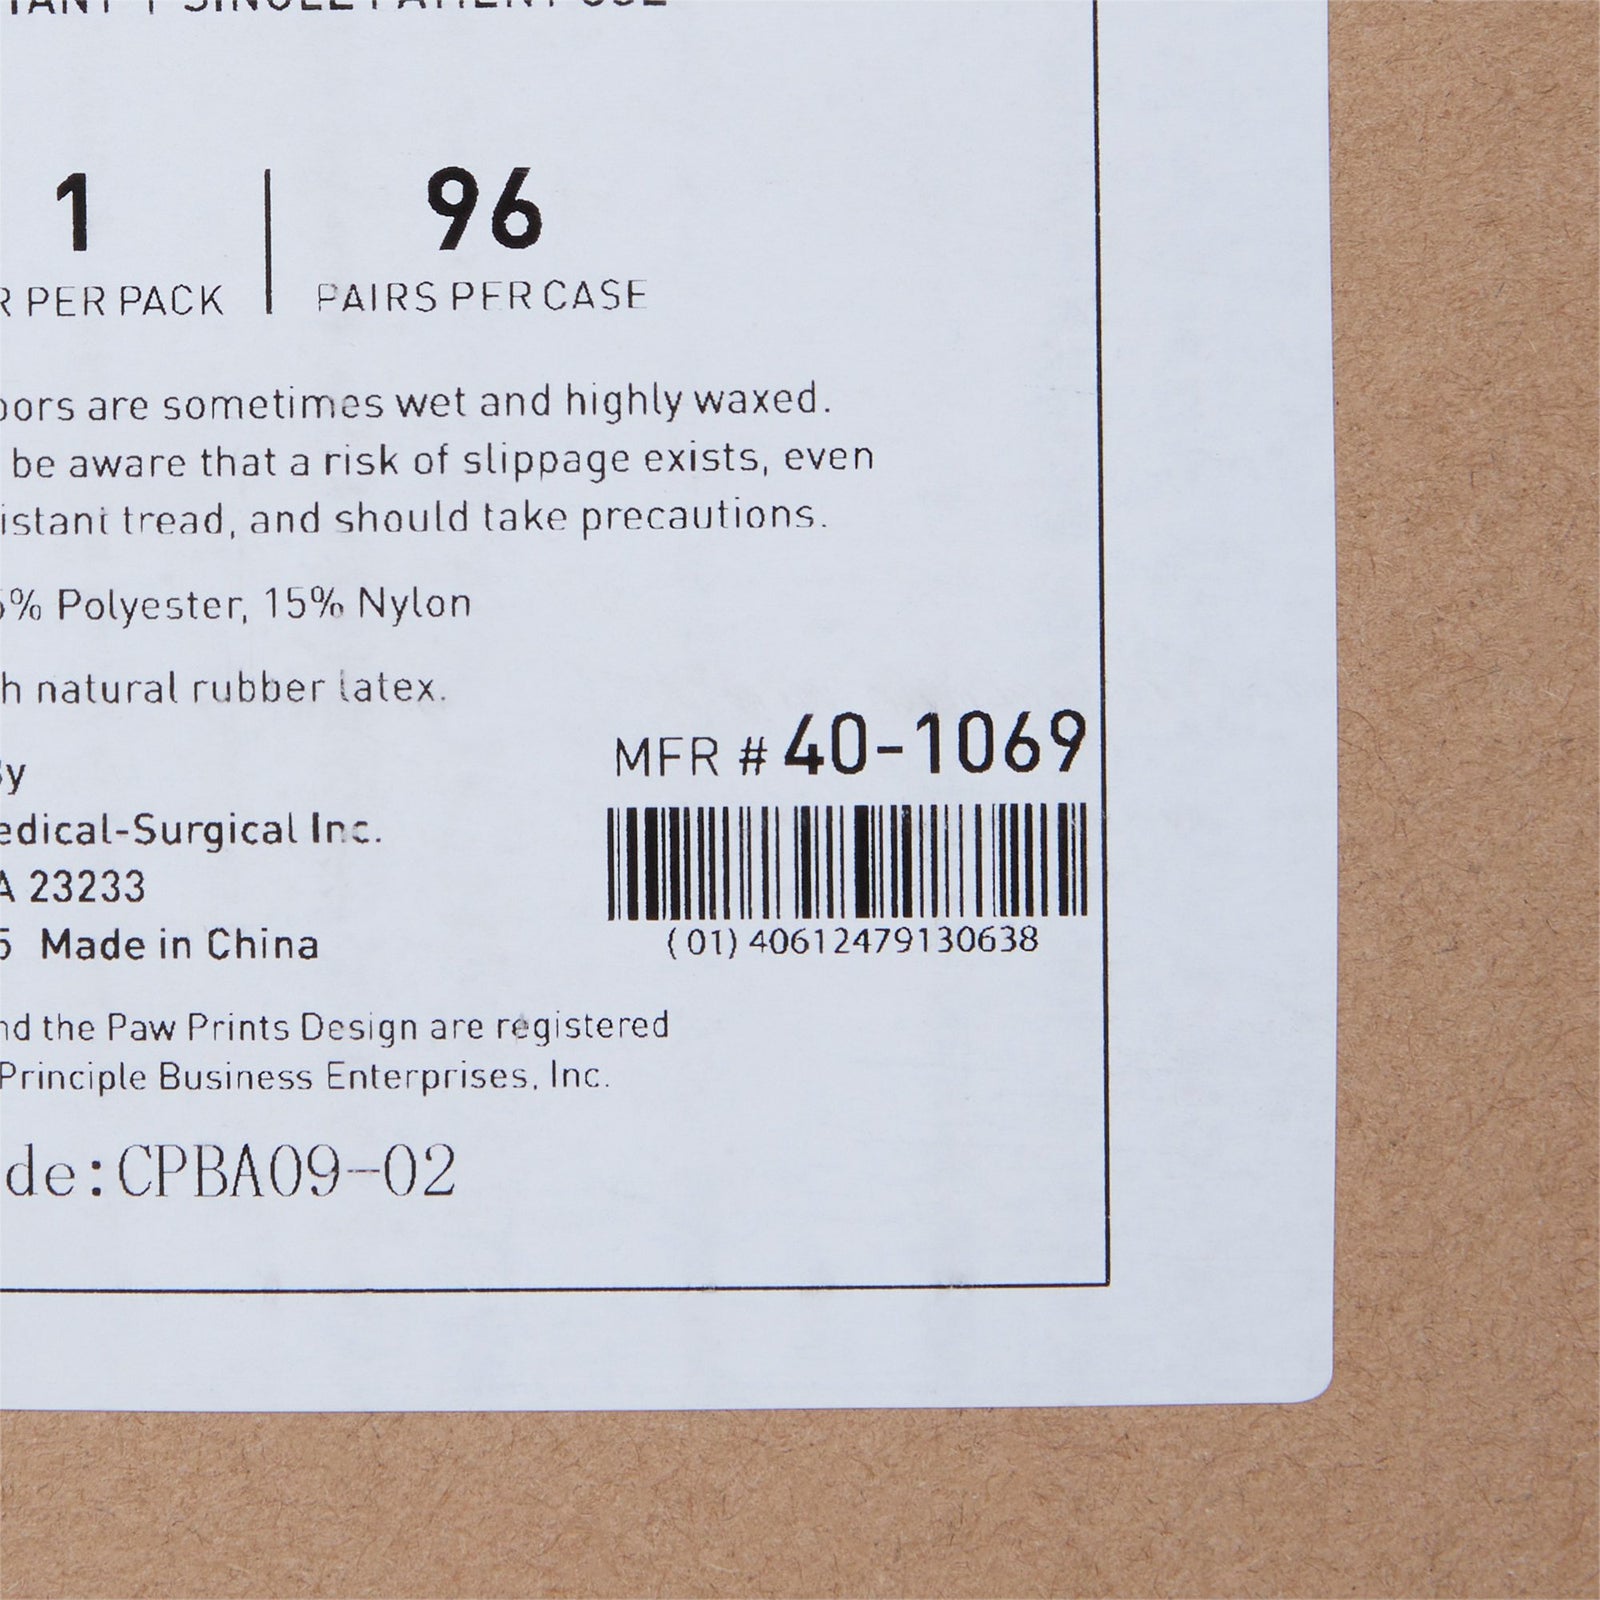 SINGLE PATIENT USE
1 | 96
PER PACK | PAIRS PER CASE
are sometimes wet and highly waxed.
be aware that a risk of slippage exists, even
tread, and should take precautions.
% Polyester, 15% Nylon
natural rubber latex.
MFR # 40-1069
edical-Surgical Inc.
A 23233
5 Made in China
(01) 40612479130638
the Paw Prints Design are registered
Principle Business Enterprises, Inc.
de:CPBA09-02